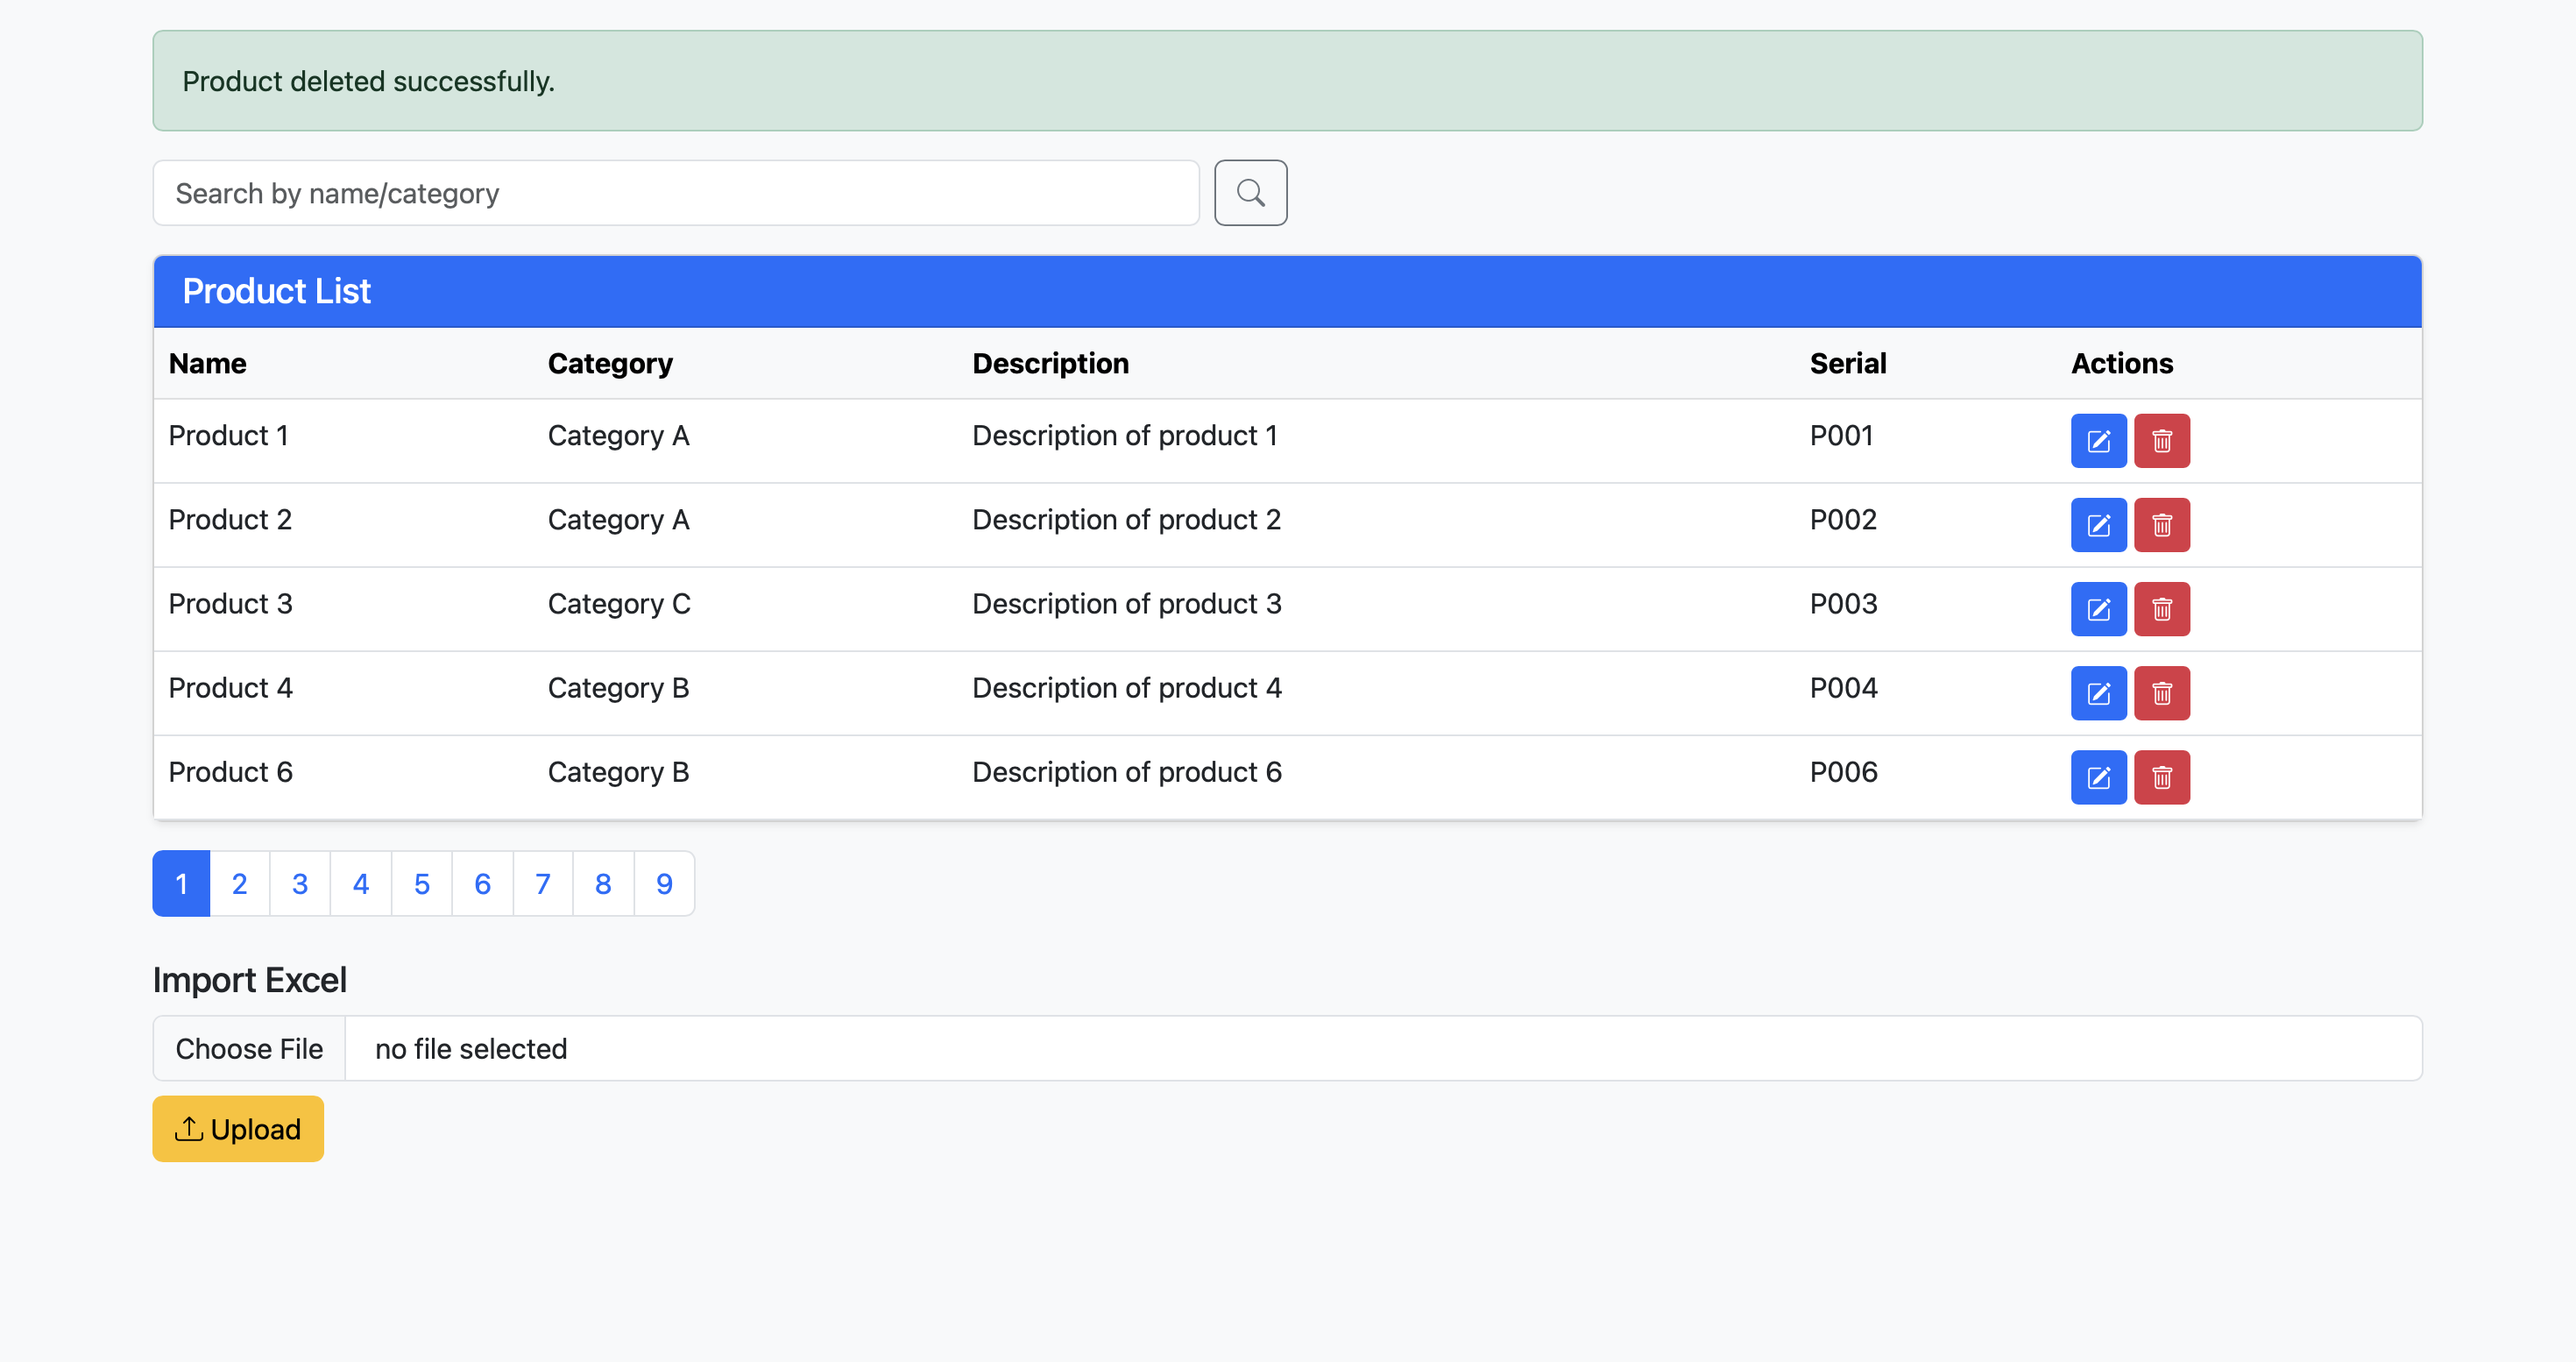 Product deleted successfully.
Search by name/category
Product List
Name Category Description Serial Actions
Product 1 Category A Description of product 1 P001
Product 2 Category A Description of product 2 P002
Product 3 Category C Description of product 3 P003
Product 4 Category B Description of product 4 P004
Product 6 Category B Description of product 6 P006
1 2 3 4 5 6 7 8 9
Import Excel
Choose File no file selected
Upload